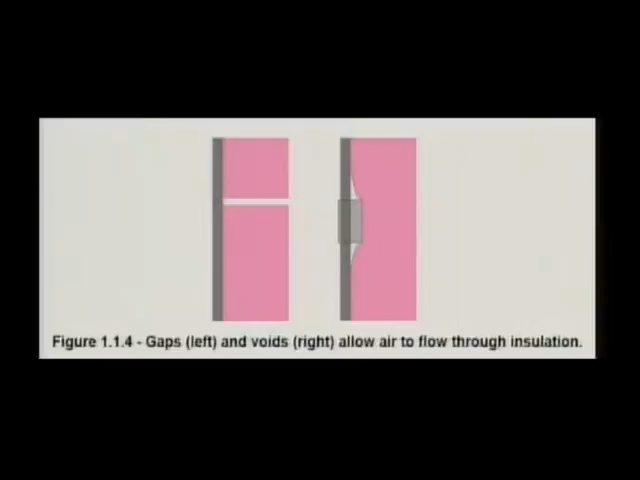 Figure 1.1.4 - Gaps (left) and voids (right) allow air to flow through insulation.